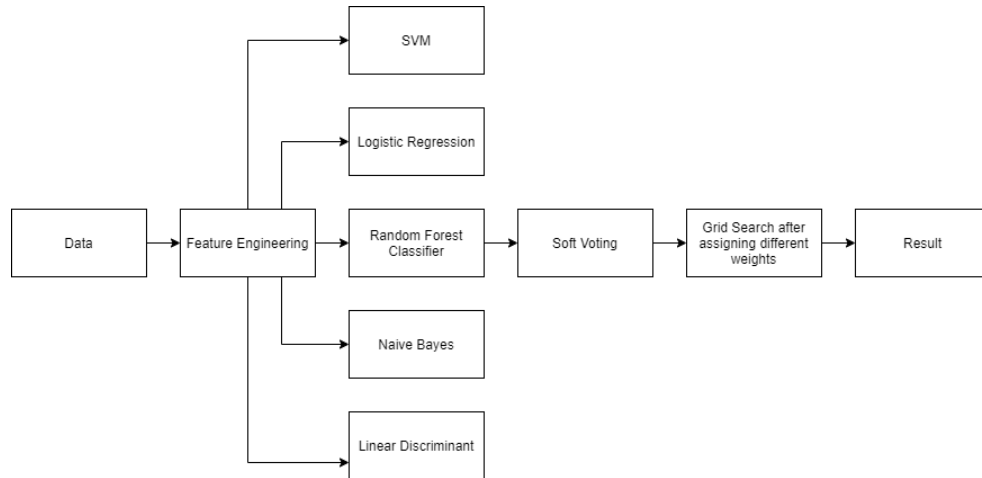 SVM
Logistic Regression
Data
Feature Engineering
Random Forest
Classifier
Soft Voting
Grid Search after
assigning different
weights
Result
Naive Bayes
Linear Discriminant